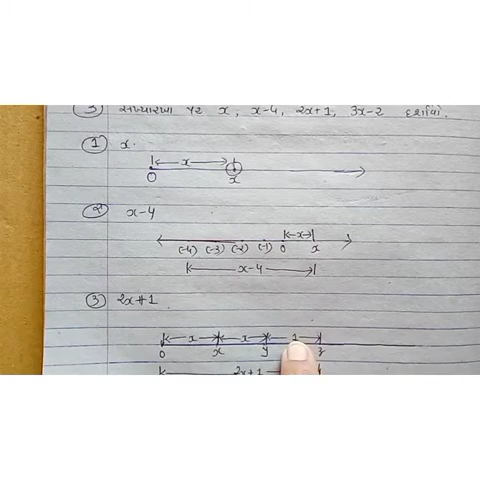 ③ સંખ્યારેખા પર x, x-4, 2x+1, 3x-2 દર્શાવો.
① x.
x
0 x
② x-4
x
(-4) (-3) (-2) (-1) 0 x
x-4
③ 2x+1
x x 1
0 x y z
2x+1